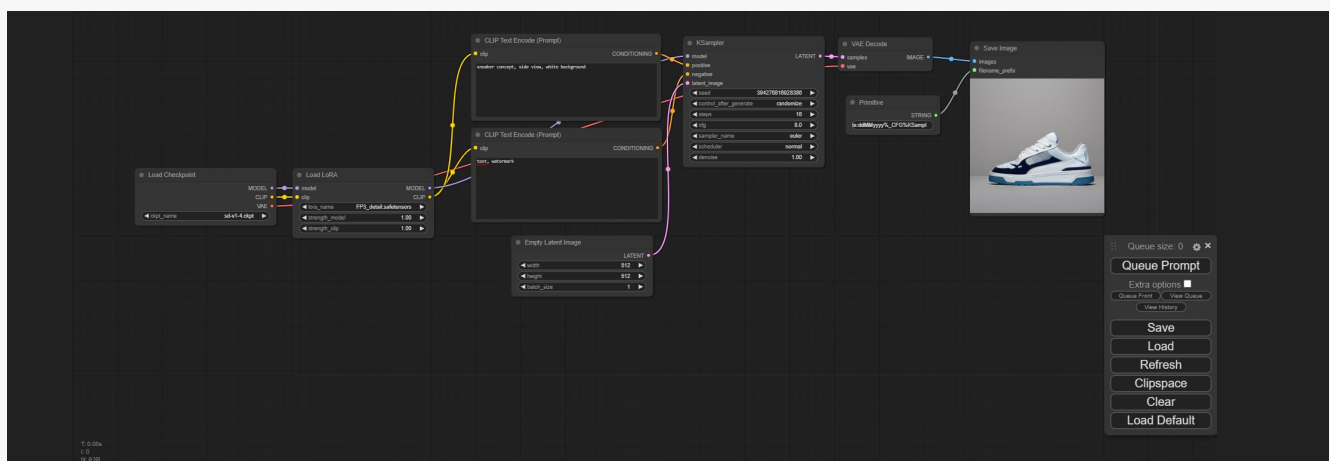 Load Checkpoint
MODEL
CLIP
VAE
ckpt_name sd-v1-4.ckpt
Load LoRA
model MODEL
clip CLIP
lora_name FP3_detail.safetensors
strength_model 1.00
strength_clip 1.00
CLIP Text Encode (Prompt)
clip CONDITIONING
sneaker concept, side view, white background
CLIP Text Encode (Prompt)
clip CONDITIONING
text, watermark
Empty Latent Image
LATENT
width 512
height 512
batch_size 1
KSampler
model LATENT
positive
negative
latent_image
seed
control_after_generate randomize
steps
cfg 8.0
sampler_name euler
scheduler normal
denoise 1.00
VAE Decode
samples IMAGE
vae
Primitive
STRING
Save Image
images
filename_prefix
Queue size: 0
Queue Prompt
Extra options
Queue Front View Queue
View History
Save
Load
Refresh
Clipspace
Clear
Load Default
T: 0.00s
I: 0